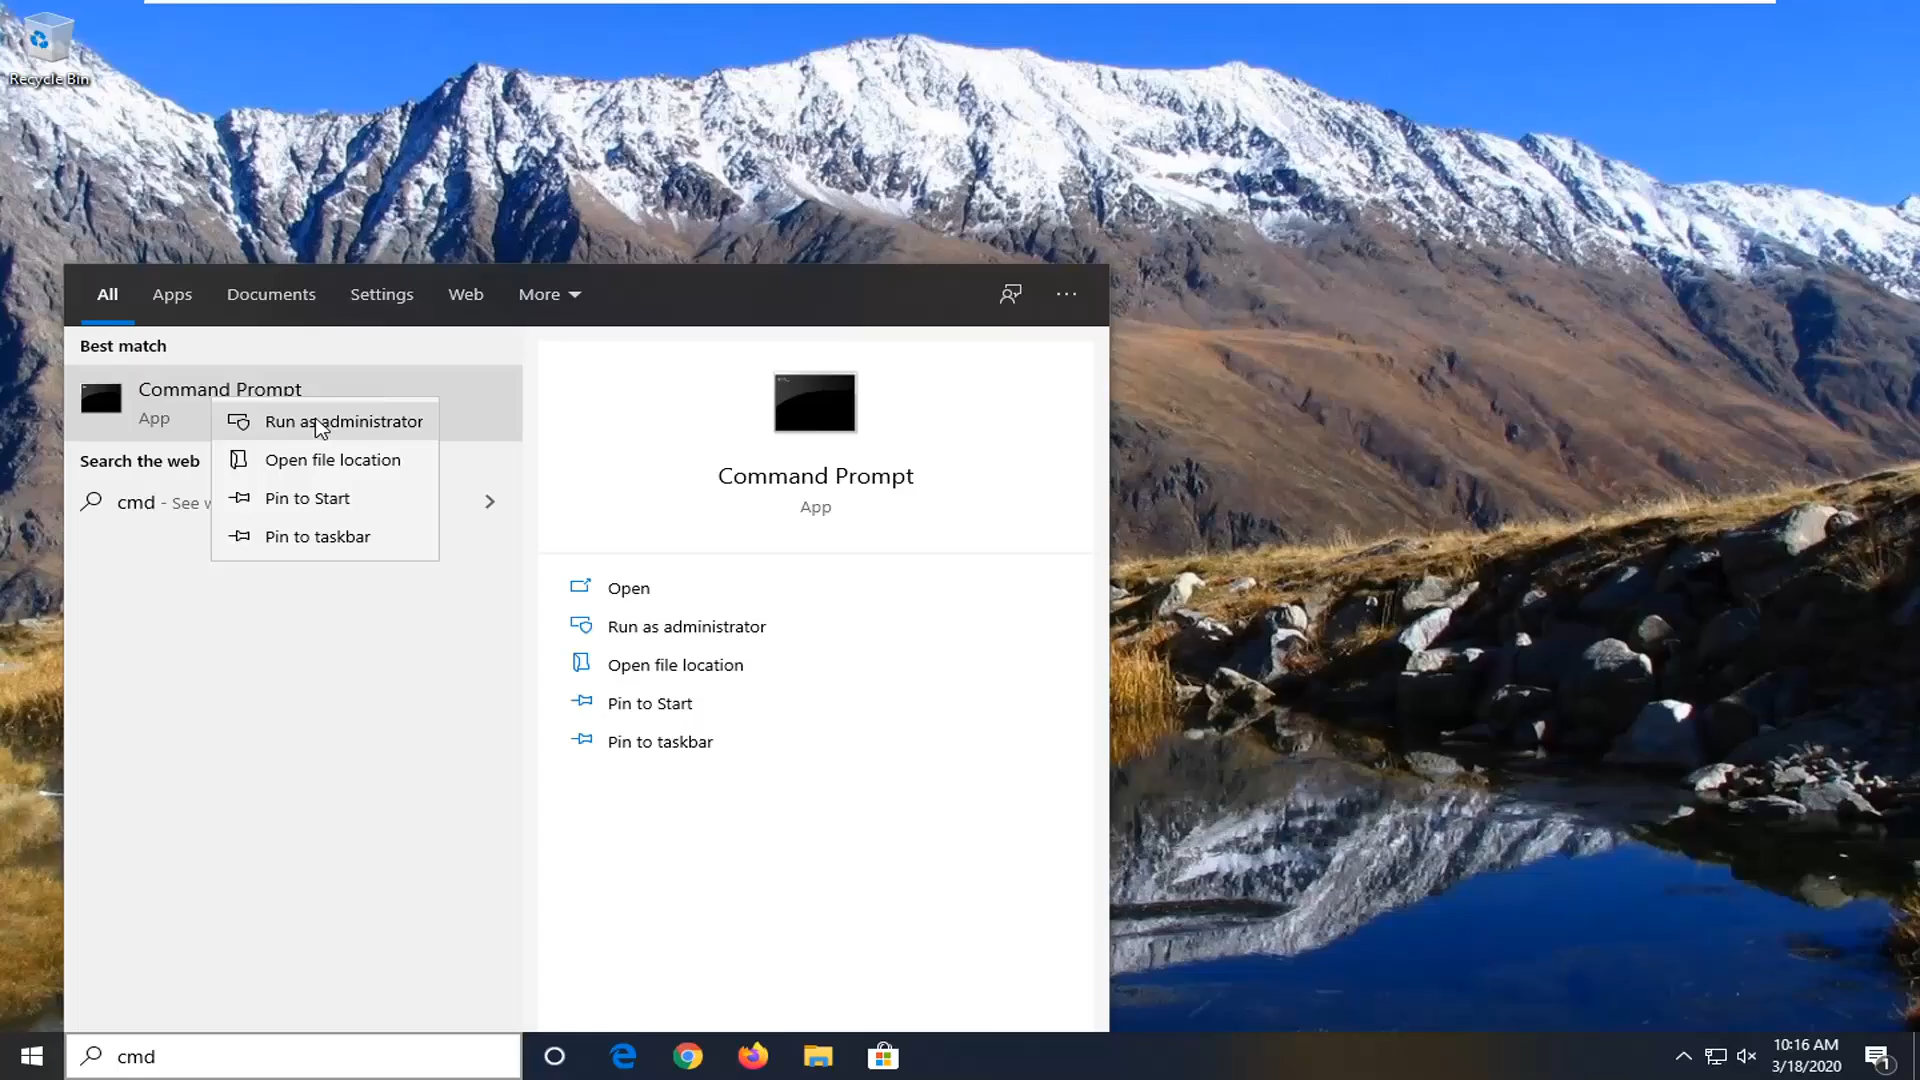 Recycle Bin
All Apps Documents Settings Web More
Best match
Command Prompt
App
Run as administrator
Open file location
Pin to Start
Pin to taskbar
Search the web
cmd - See w
Command Prompt
App
Open
Run as administrator
Open file location
Pin to Start
Pin to taskbar
cmd
10:16 AM
3/18/2020
1